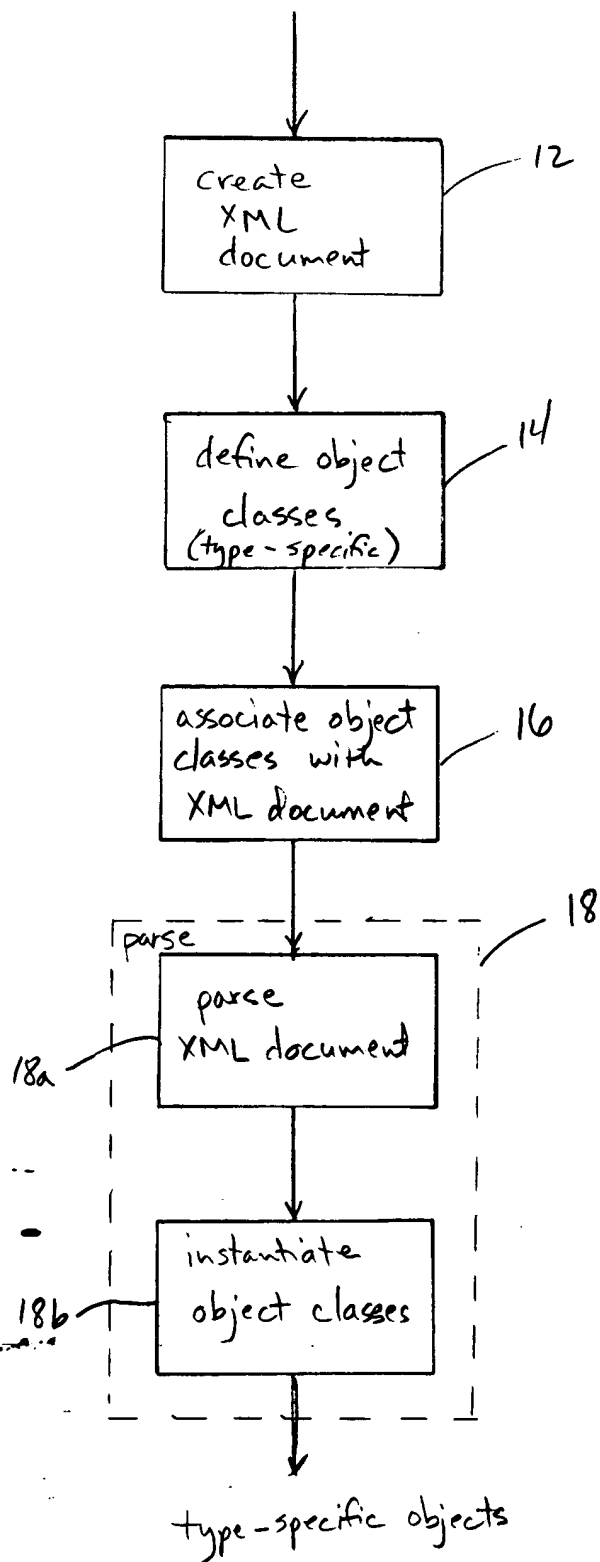 create
XML
document
12
define object
classes
(type-specific)
14
associate object
classes with
XML document
16
parse
18
parse
XML document
18a
instantiate
object classes
18b
type-specific objects